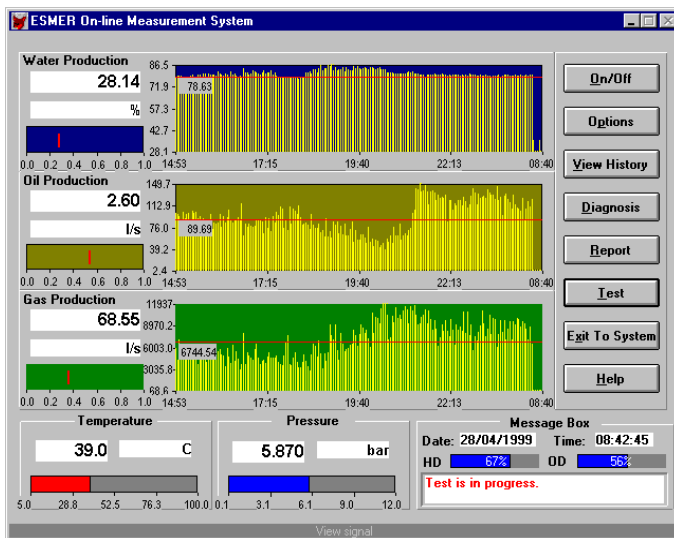 ESMER On-line Measurement System
Water Production
28.14
%
0.0 0.2 0.4 0.6 0.8 1.0
86.5
71.9
57.3
42.7
28.1
78.63
14:53 17:15 19:40 22:13 08:40
Oil Production
2.60
l/s
0.0 0.2 0.4 0.6 0.8 1.0
149.7
112.9
76.0
39.2
2.4
89.69
14:53 17:15 19:40 22:13 08:40
Gas Production
68.55
l/s
0.0 0.2 0.4 0.6 0.8 1.0
11937
8970.2
6003.0
3035.8
68.6
6744.54
14:53 17:15 19:40 22:13 08:40
On/Off
Options
View History
Diagnosis
Report
Test
Exit To System
Help
Temperature
39.0 C
5.0 28.8 52.5 76.3 100.0
Pressure
5.870 bar
0.1 3.1 6.1 9.0 12.0
Message Box
Date: 28/04/1999 Time: 08:42:45
HD 67% OD 56%
Test is in progress.
View signal